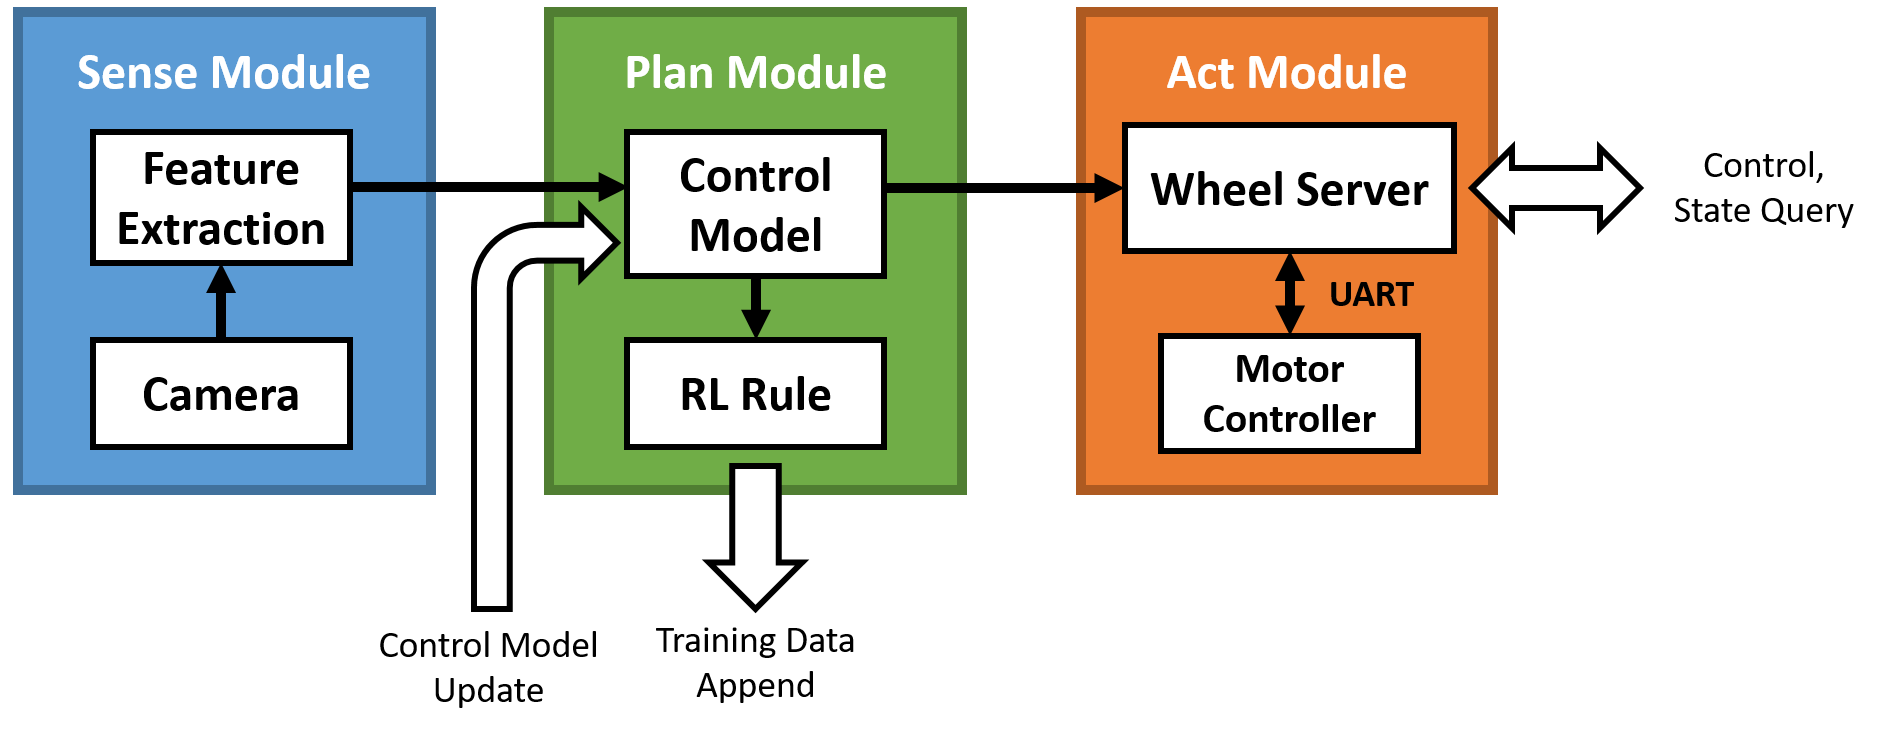 Sense Module
Feature
Extraction
Camera
Plan Module
Control
Model
RL Rule
Act Module
Wheel Server
UART
Motor
Controller
Control,
State Query
Control Model
Update
Training Data
Append